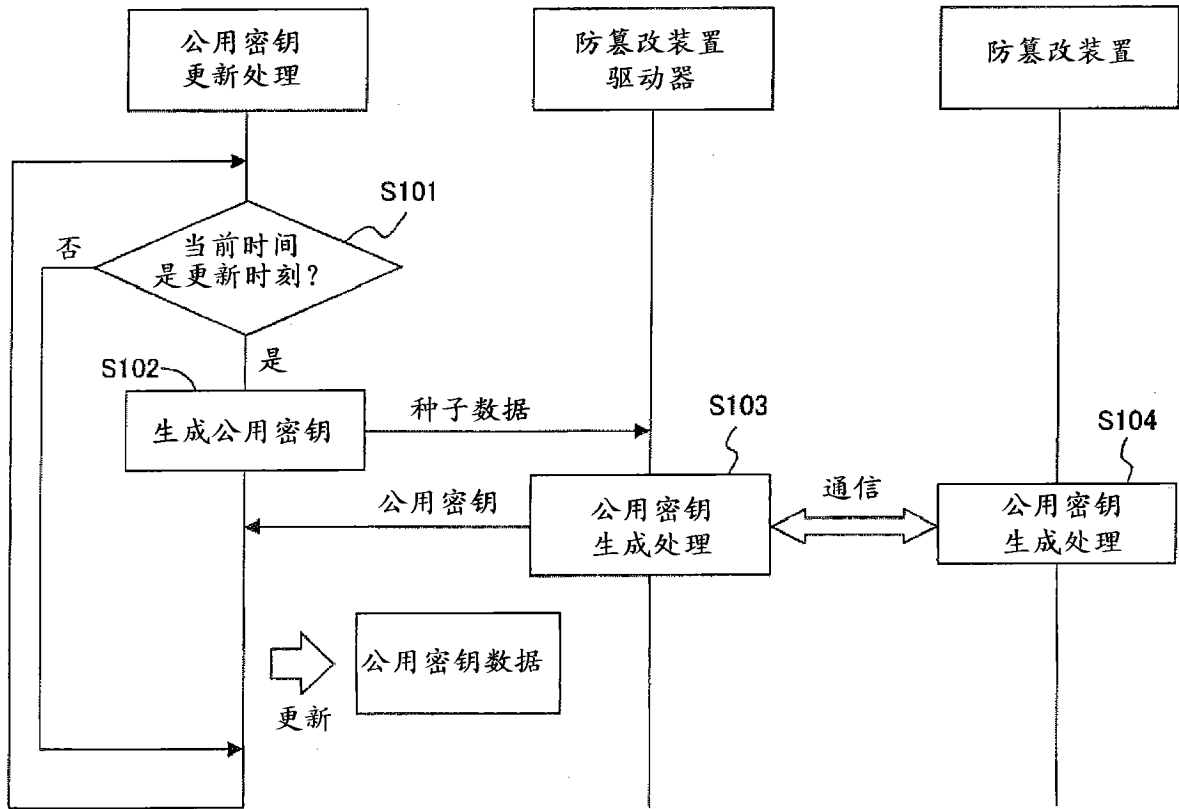 公用密钥
更新处理
防篡改装置
驱动器
防篡改装置
S101
否
当前时间
是更新时刻?
是
S102
生成公用密钥
种子数据
S103
S104
公用密钥
公用密钥
生成处理
通信
公用密钥
生成处理
公用密钥数据
更新